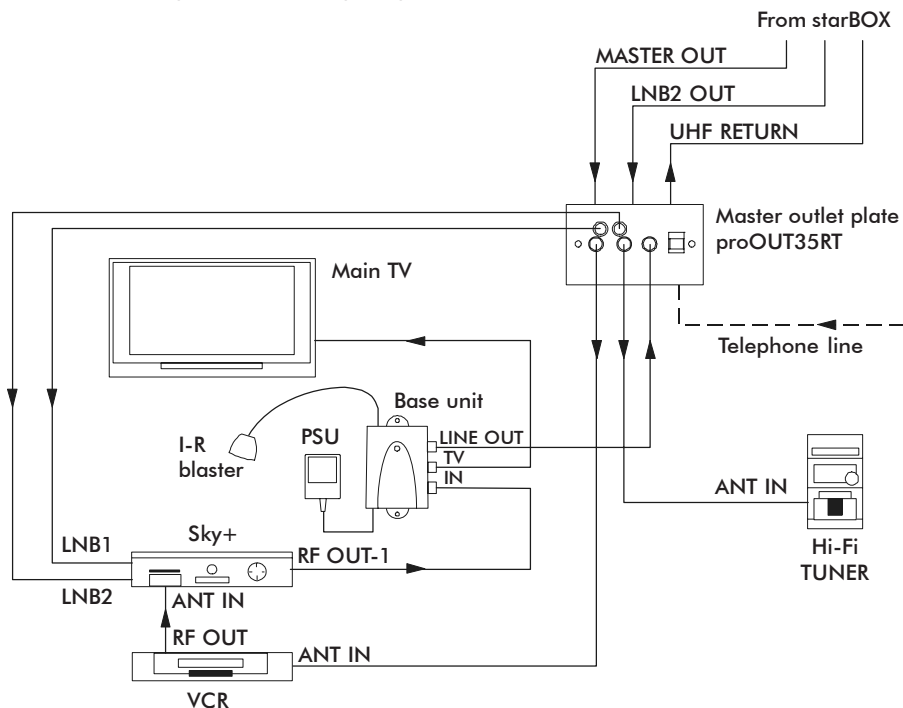 From starBOX
MASTER OUT
LNB2 OUT
UHF RETURN
Master outlet plate
proOUT35RT
Main TV
Telephone line
Base unit
I-R
blaster
PSU
LINE OUT
TV
IN
ANT IN
Hi-Fi
TUNER
Sky+
LNB1
RF OUT-1
LNB2
ANT IN
RF OUT
ANT IN
VCR